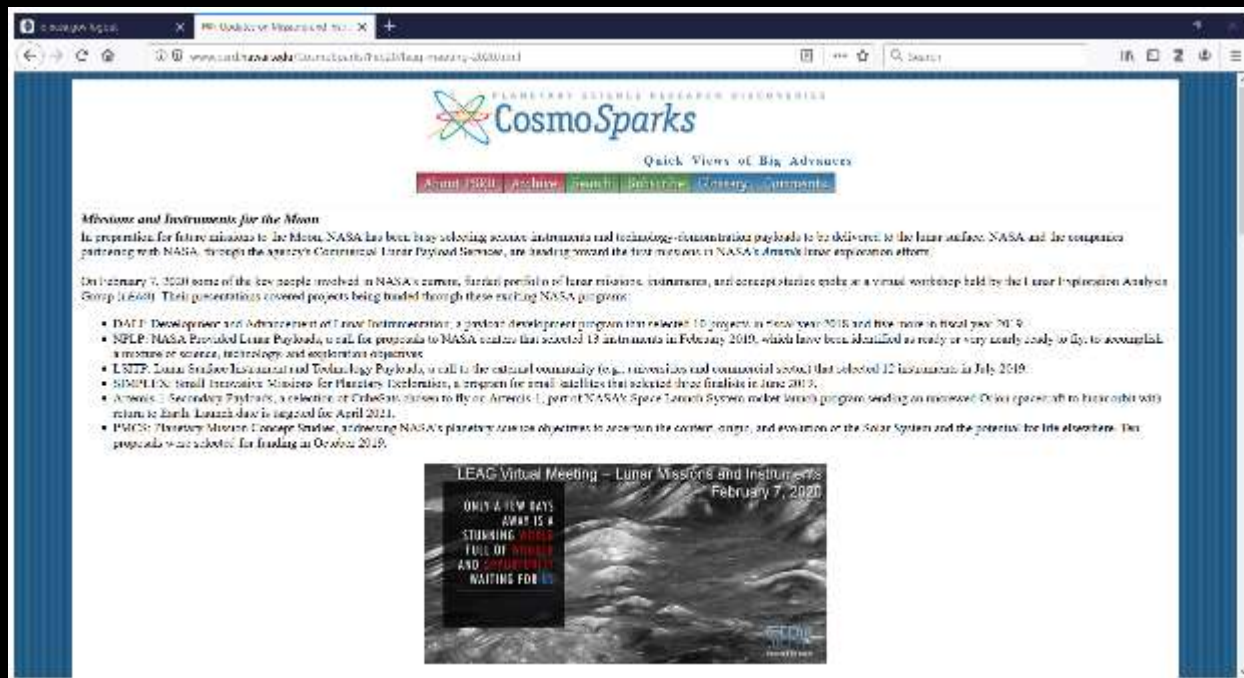 Updates on Missions and
PLANETARY SCIENCE RESEARCH DISCOVERIES
CosmoSparks
Quick Views of Big Advances
About PSRD Archive Search Subscribe Glossary Comments
Search
Missions and Instruments for the Moon
In preparation for future missions to the Moon, NASA has been busy selecting science instruments and technology-demonstration payloads to be delivered to the lunar surface. NASA and the companies
partnering with NASA, through the agency's Commercial Lunar Payload Services, are heading toward the first missions in NASA's Artemis lunar exploration efforts.
On February 7, 2020 some of the key people involved in NASA's current, funded portfolio of lunar missions, instruments, and concept studies spoke at a virtual workshop held by the Lunar Exploration Analysis
Group (LEAG). Their presentations covered projects being funded through these exciting NASA programs:
• DALI: Development and Advancement of Lunar Instrumentation, a payload development program that selected 10 projects in fiscal year 2018 and five more in fiscal year 2019.
• NPLP: NASA Provided Lunar Payloads, a call for proposals to NASA centers that selected 13 instruments in February 2019, which have been identified as ready or very nearly ready to fly, to accomplish
a mixture of science, technology, and exploration objectives.
• LSITP: Lunar Surface Instrument and Technology Payloads, a call to the external community (e.g., universities and commercial sector) that selected 12 instruments in July 2019.
• SIMPLEX: Small Innovative Missions for Planetary Exploration, a program for small satellites that selected three finalists in June 2019.
• Artemis-1 Secondary Payloads, a selection of CubeSats chosen to fly on Artemis-1, part of NASA's Space Launch System rocket launch program sending an uncrewed Orion spacecraft to lunar orbit with
return to Earth. Launch date is targeted for April 2021.
• PMCS: Planetary Mission Concept Studies, addressing NASA's planetary science objectives to ascertain the content, origin, and evolution of the Solar System and the potential for life elsewhere. Ten
proposals were selected for funding in October 2019.
LEAG Virtual Meeting – Lunar Missions and Instruments
February 7, 2020
ONLY A FEW DAYS
AWAY IS A
STUNNING WORLD
FULL OF WONDER
AND OPPORTUNITY
WAITING FOR US